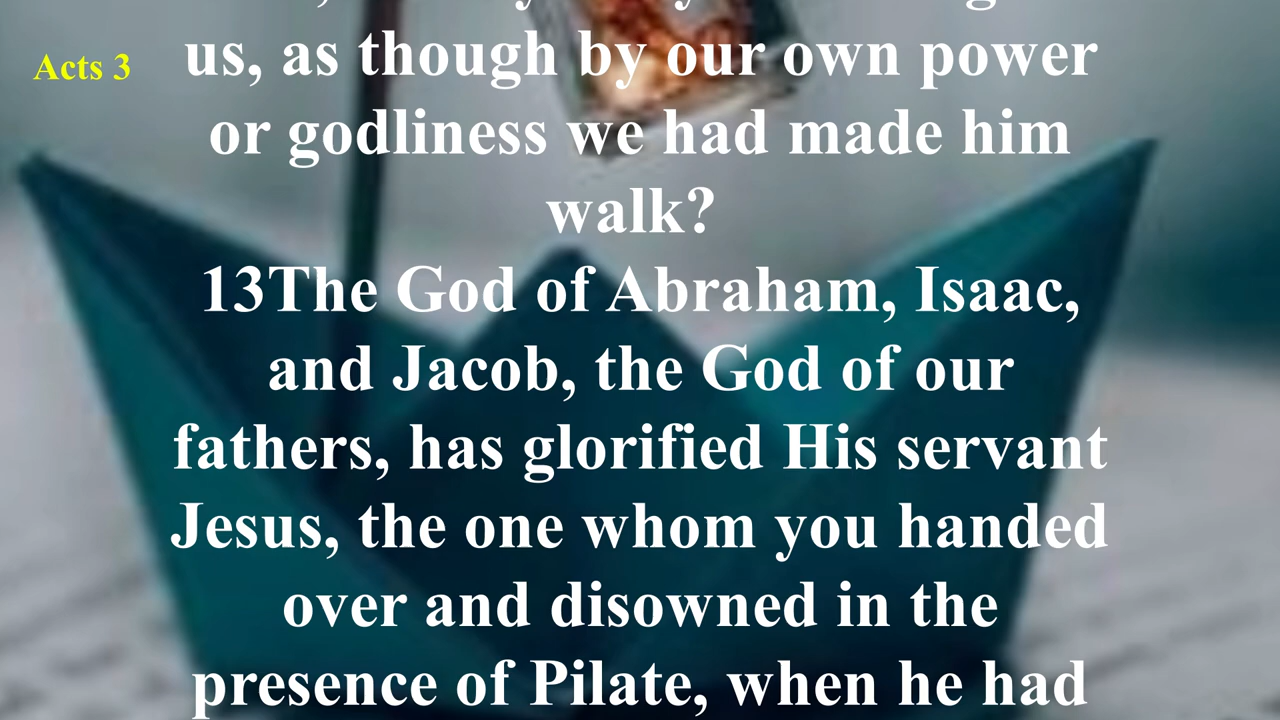 Acts 3
us, as though by our own power
or godliness we had made him
walk?
13The God of Abraham, Isaac,
and Jacob, the God of our
fathers, has glorified His servant
Jesus, the one whom you handed
over and disowned in the
presence of Pilate, when he had